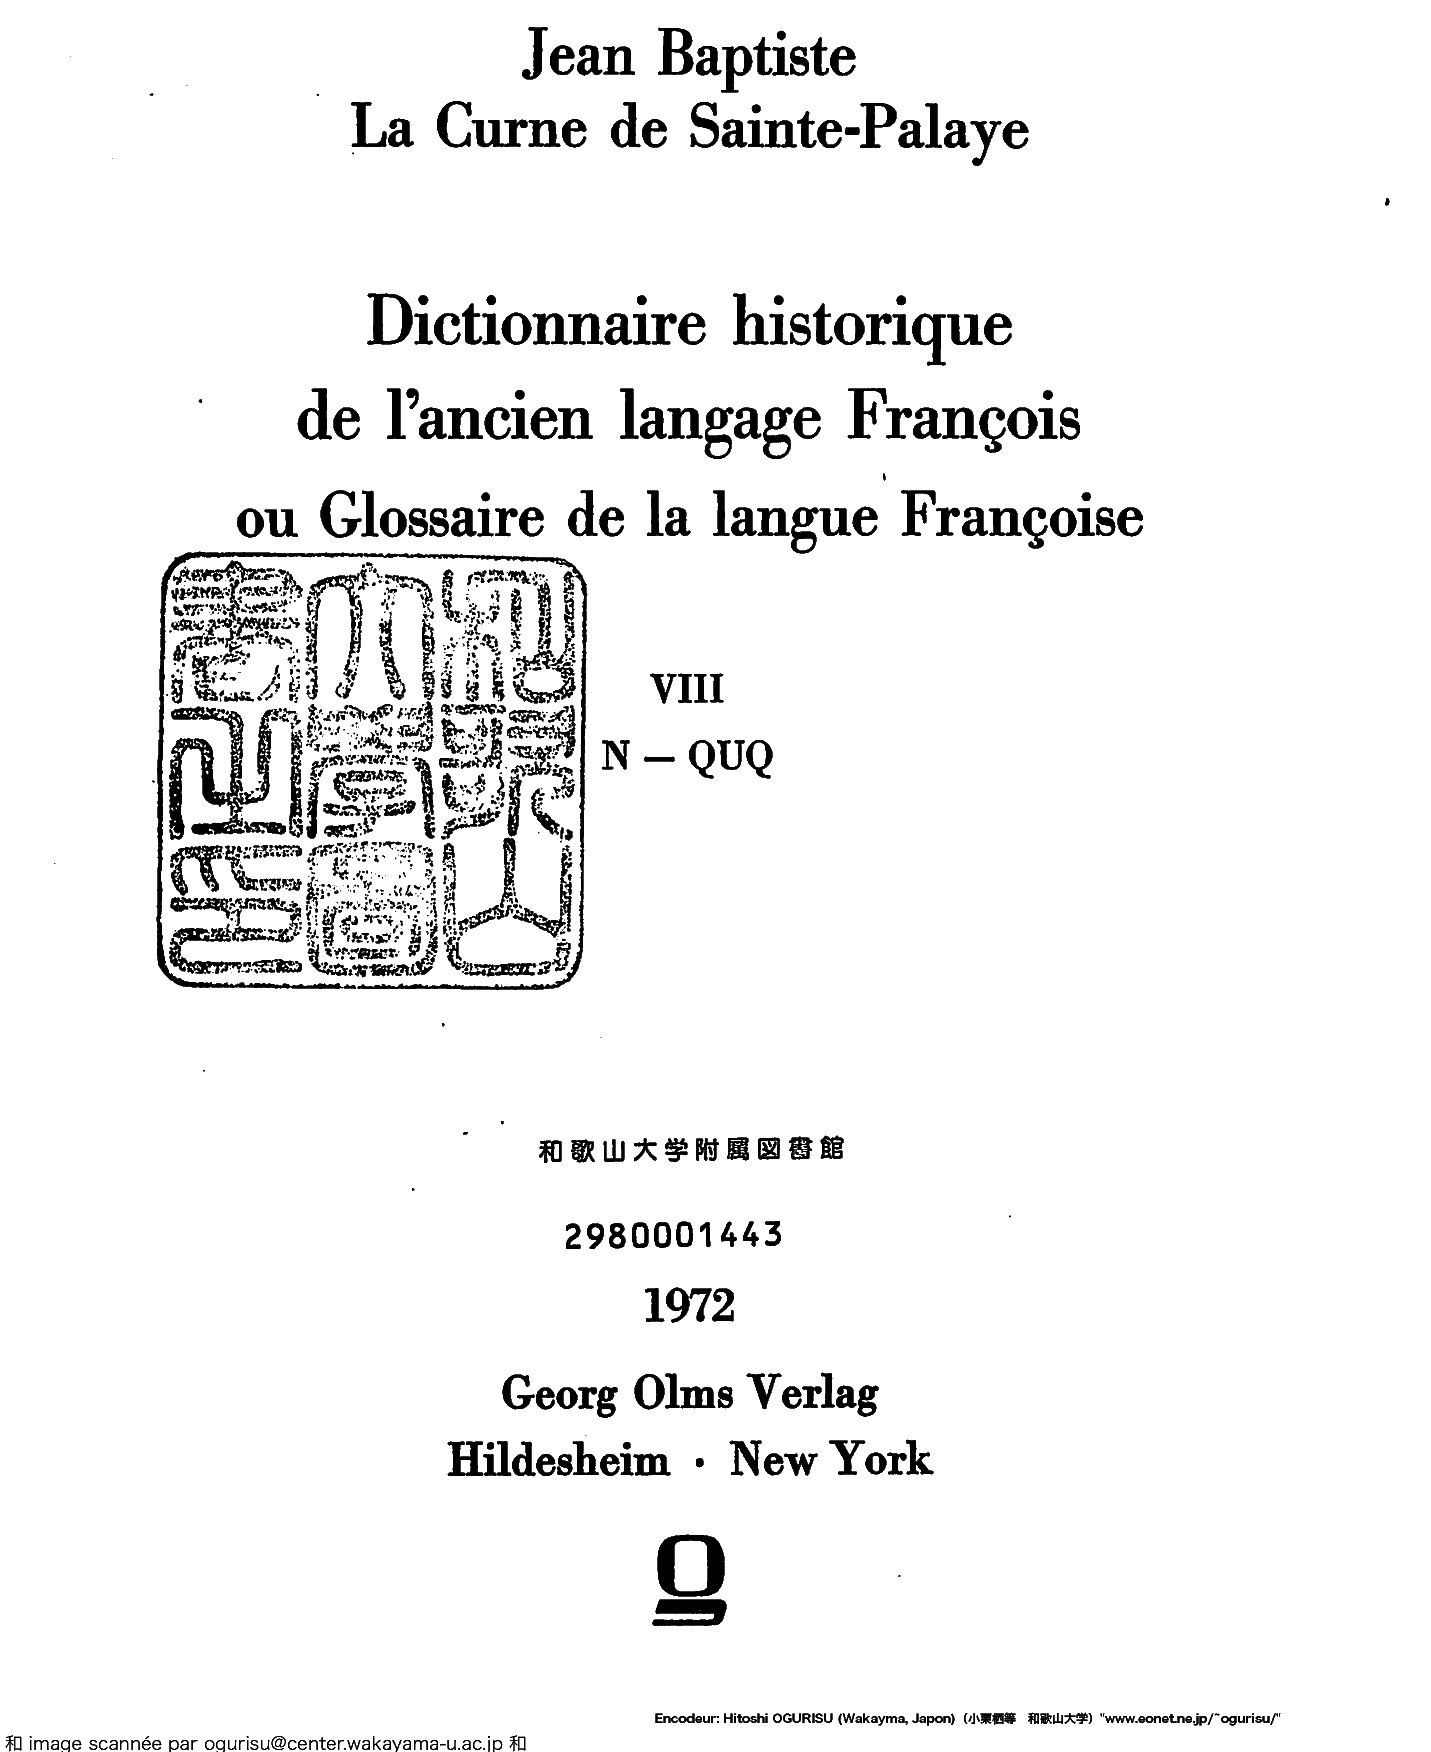 Jean Baptiste
La Curne de Sainte-Palaye
Dictionnaire historique
de l'ancien langage François
ou Glossaire de la langue Françoise
VIII
N — QUQ
和歌山大学附属図書館
2980001443
1972
Georg Olms Verlag
Hildesheim · New York
Encodeur: Hitoshi OGURISU (Wakayma, Japon) (小栗栖等 和歌山大学) "www.eonet.ne.jp/~ogurisu/"
和 image scannée par ogurisu@center.wakayama-u.ac.jp 和